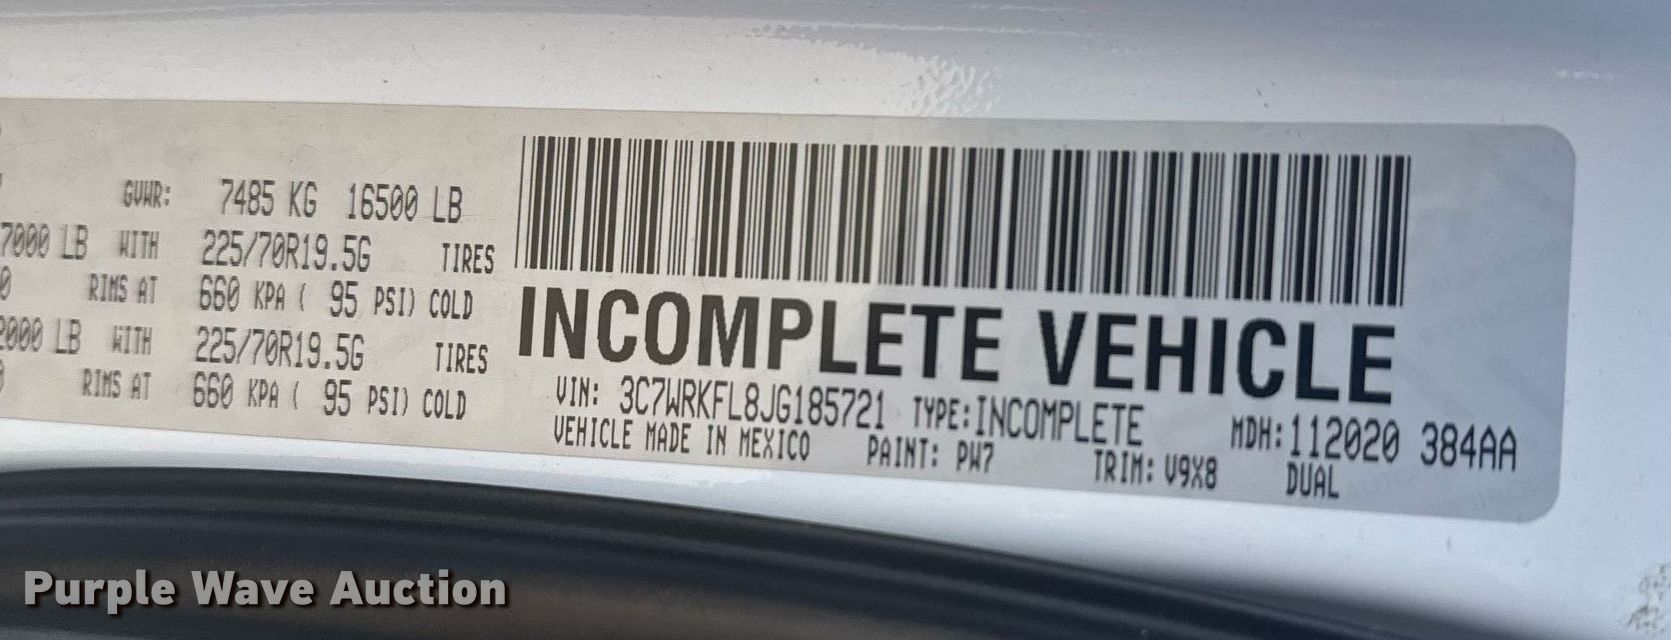 GVWR: 7485 KG 16500 LB
7000 LB WITH 225/70R19.5G TIRES
RIMS AT 660 KPA ( 95 PSI) COLD
2000 LB WITH 225/70R19.5G TIRES
RIMS AT 660 KPA ( 95 PSI) COLD
INCOMPLETE VEHICLE
VIN: 3C7WRKFL8JG185721 TYPE:INCOMPLETE MDH:112020 384AA
VEHICLE MADE IN MEXICO PAINT: PW7 TRIM: V9X8 DUAL
Purple Wave Auction